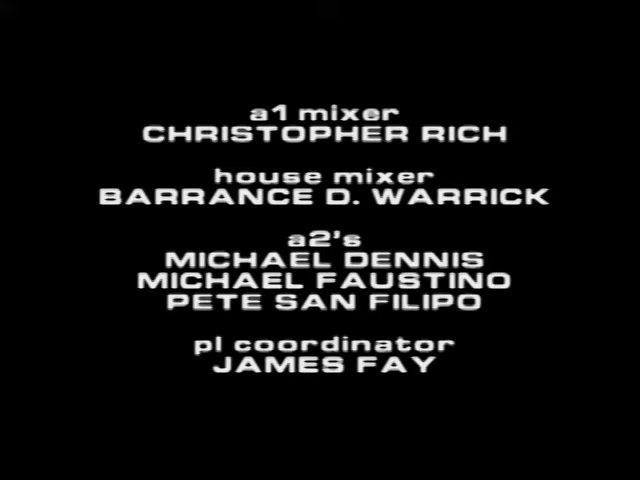 a1 mixer
CHRISTOPHER RICH
house mixer
BARRANCE D. WARRICK
a2's
MICHAEL DENNIS
MICHAEL FAUSTINO
PETE SAN FILIPO
pl coordinator
JAMES FAY